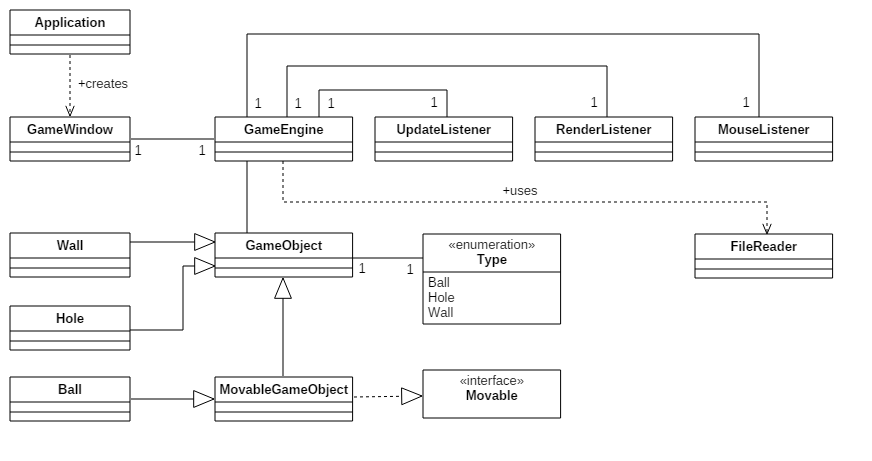 Application
+creates
1
1
1
1
1
1
GameWindow
GameEngine
UpdateListener
RenderListener
MouseListener
1
1
+uses
Wall
GameObject
«enumeration»
Type
FileReader
1
1
Ball
Hole
Wall
Hole
Ball
MovableGameObject
«interface»
Movable